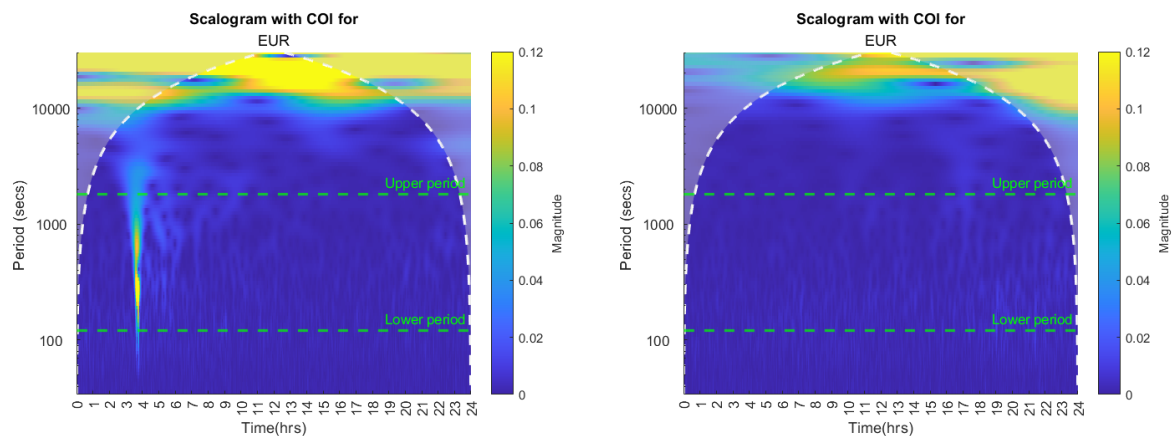 Scalogram with COI for
EUR
0.12
0.1
0.08
0.06
0.04
0.02
0
Magnitude
10000
1000
100
Period (secs)
Upper period
Lower period
0 1 2 3 4 5 6 7 8 9 10 11 12 13 14 15 16 17 18 19 20 21 22 23 24
Time(hrs)
Scalogram with COI for
EUR
0.12
0.1
0.08
0.06
0.04
0.02
0
Magnitude
10000
1000
100
Period (secs)
Upper period
Lower period
0 1 2 3 4 5 6 7 8 9 10 11 12 13 14 15 16 17 18 19 20 21 22 23 24
Time(hrs)